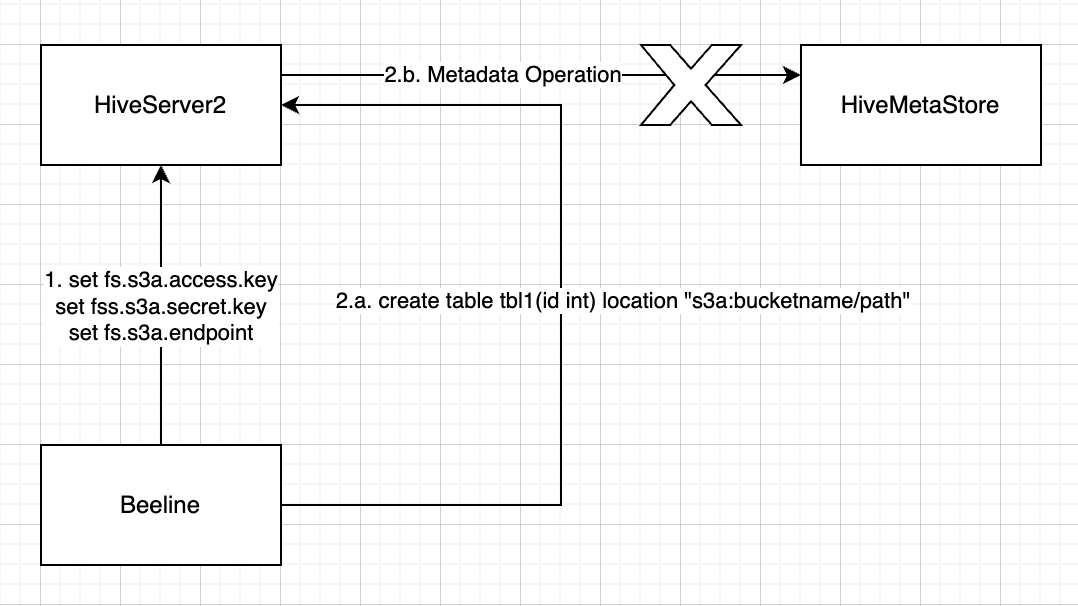 2.b. Metadata Operation
HiveServer2
HiveMetaStore
1. set fs.s3a.access.key
set fss.s3a.secret.key
set fs.s3a.endpoint
2.a. create table tbl1(id int) location "s3a:bucketname/path"
Beeline